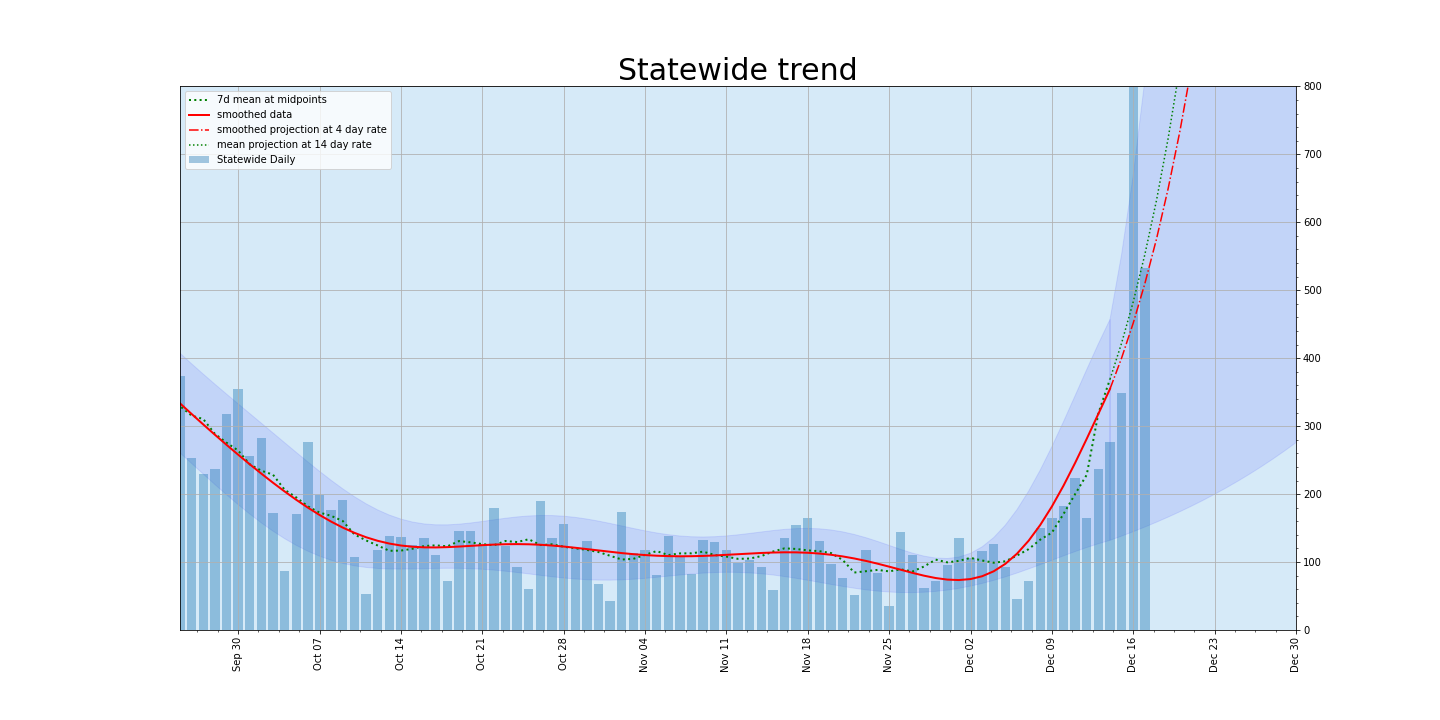 Statewide trend
7d mean at midpoints
smoothed data
smoothed projection at 4 day rate
mean projection at 14 day rate
Statewide Daily
800
700
600
500
400
300
200
100
0
Sep 30
Oct 07
Oct 14
Oct 21
Oct 28
Nov 04
Nov 11
Nov 18
Nov 25
Dec 02
Dec 09
Dec 16
Dec 23
Dec 30